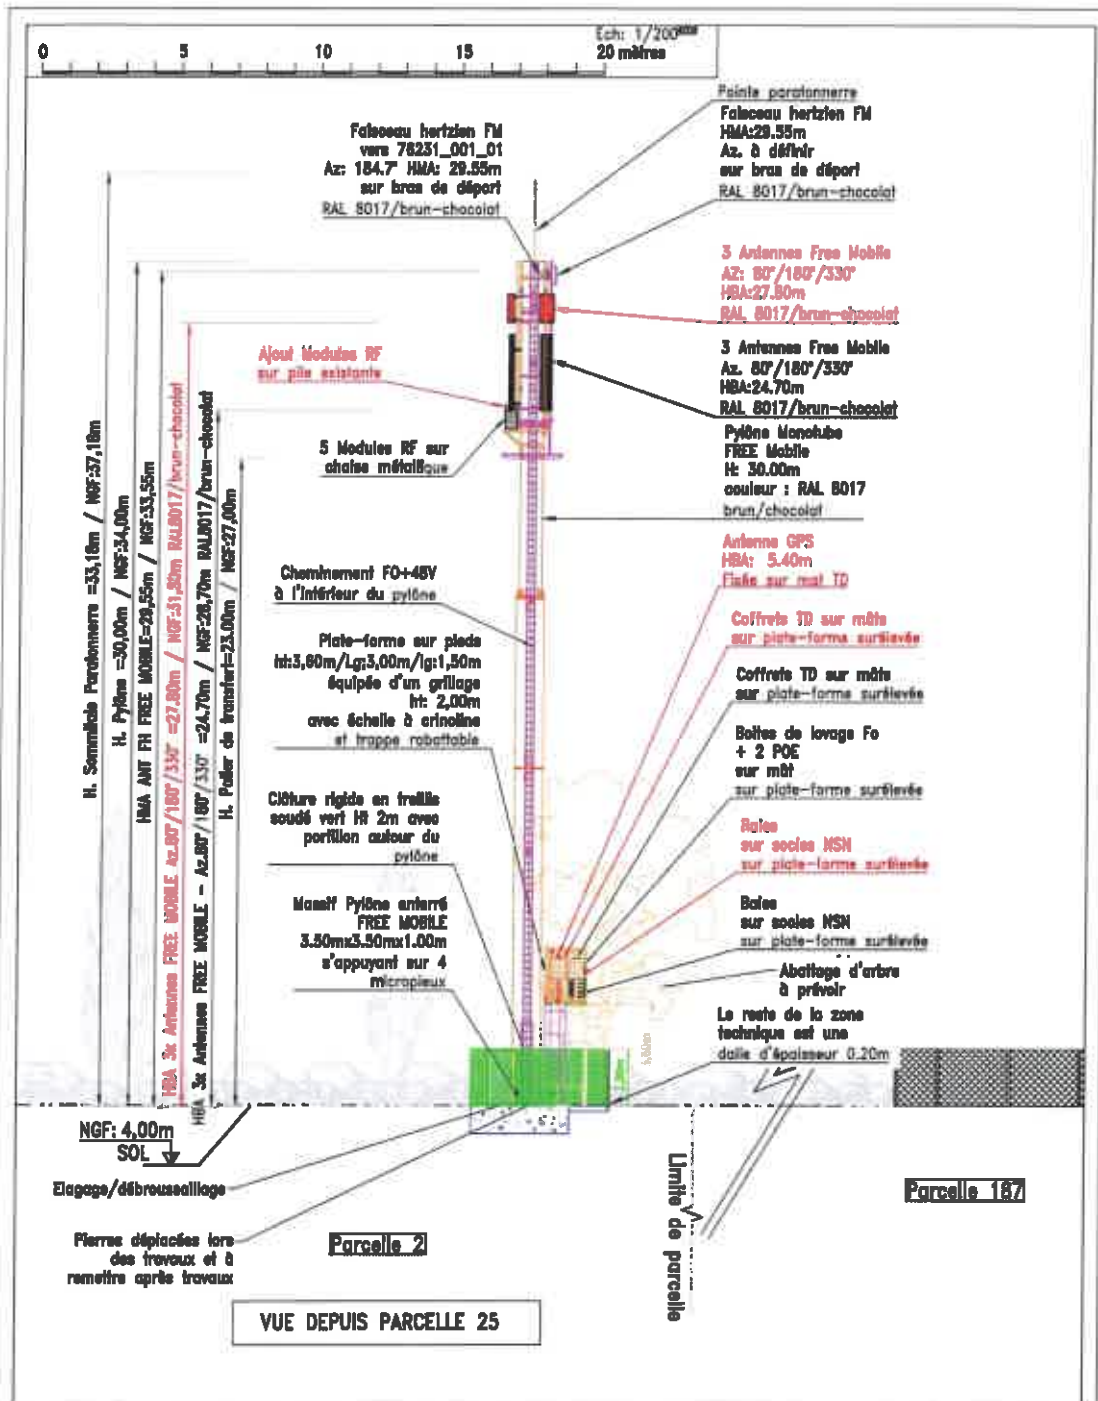 Ech: 1/200
0 5 10 15 20 mètres
Pointe paratonnerre
Faisceau hertzien FM
HMA:29.55m
Az. à définir
sur bras de déport
RAL 8017/brun-chocolat
Faisceau hertzien FM
vers 78231_001_01
Az: 184.7° HMA: 29.55m
sur bras de déport
RAL 8017/brun-chocolat
3 Antennes Free Mobile
AZ: 80°/180°/330°
HBA:27.80m
RAL 8017/brun-chocolat
Ajout Modules RF
sur pile existante
3 Antennes Free Mobile
Az. 80°/180°/330°
HBA:24.70m
RAL 8017/brun-chocolat
5 Modules RF sur
chaise métallique
Pylône Monotube
FREE Mobile
H: 30.00m
couleur : RAL 8017
brun/chocolat
Antenne GPS
HBA: 5.40m
Fixée sur mat TD
Cheminement FO+48V
à l'intérieur du pylône
Coffrets TD sur mâts
sur plate-forme surélevée
Plate-forme sur pieds
ht:3,60m/Lg:3,00m/lg:1,50m
équipée d'un grillage
ht: 2,00m
avec échelle à crinoline
et trappe rabattable
Coffrets TD sur mâts
sur plate-forme surélevée
Boites de lovage Fo
+ 2 POE
sur mât
sur plate-forme surélevée
Clôture rigide en treillis
soudé vert Ht 2m avec
portillon autour du
pylône
Baies
sur socles NSN
sur plate-forme surélevée
Massif Pylône enterré
FREE MOBILE
3.50mx3.50mx1.00m
s'appuyant sur 4
micropieux
Baies
sur socles NSN
sur plate-forme surélevée
Abattage d'arbre
à prévoir
Le reste de la zone
technique est une
dalle d'épaisseur 0.20m
H. Sommitale Paratonnerre =33,18m / NGF:37,18m
H. Pylône =30,00m / NGF:34,00m
HMA ANT FH FREE MOBILE=29,55m / NGF:33,55m
HBA 3x Antennes FREE MOBILE Az.80°/180°/330° =27.80m / NGF:31,80m RAL8017/brun-chocolat
HBA 3x Antennes FREE MOBILE - Az.80°/180°/330° =24.70m / NGF:28,70m RAL8017/brun-chocolat
H. Palier de transfert=23.00m / NGF:27,00m
NGF: 4,00m
SOL
Elagage/débroussaillage
Pierres déplacées lors
des travaux et à
remettre après travaux
Parcelle 2
Limite de parcelle
Parcelle 187
VUE DEPUIS PARCELLE 25